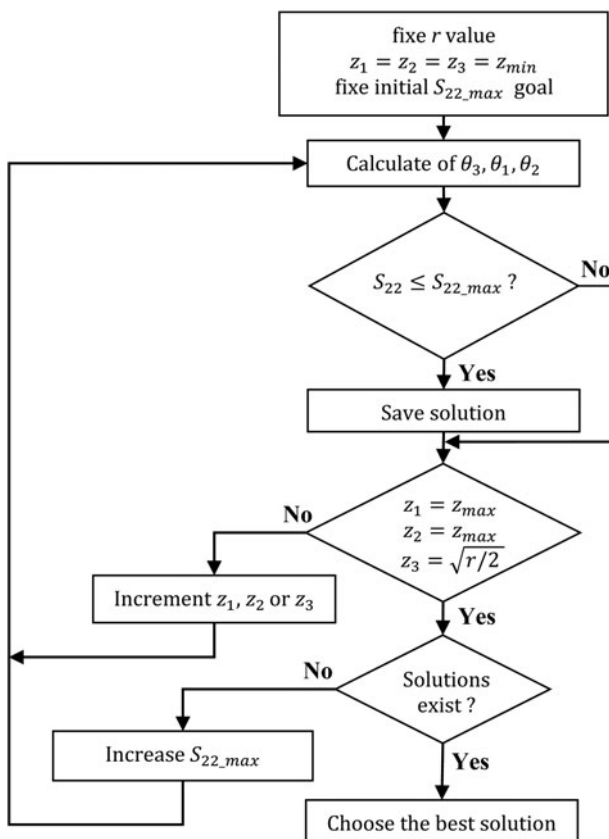 fixe r value
z₁ = z₂ = z₃ = zₘᵢₙ
fixe initial S₂₂_ₘₐₓ goal
Calculate of θ₃, θ₁, θ₂
S₂₂ ≤ S₂₂_ₘₐₓ ?
No
Yes
Save solution
z₁ = zₘₐₓ
z₂ = zₘₐₓ
z₃ = √r/2
No
Increment z₁, z₂ or z₃
Yes
Solutions
exist ?
No
Increase S₂₂_ₘₐₓ
Yes
Choose the best solution